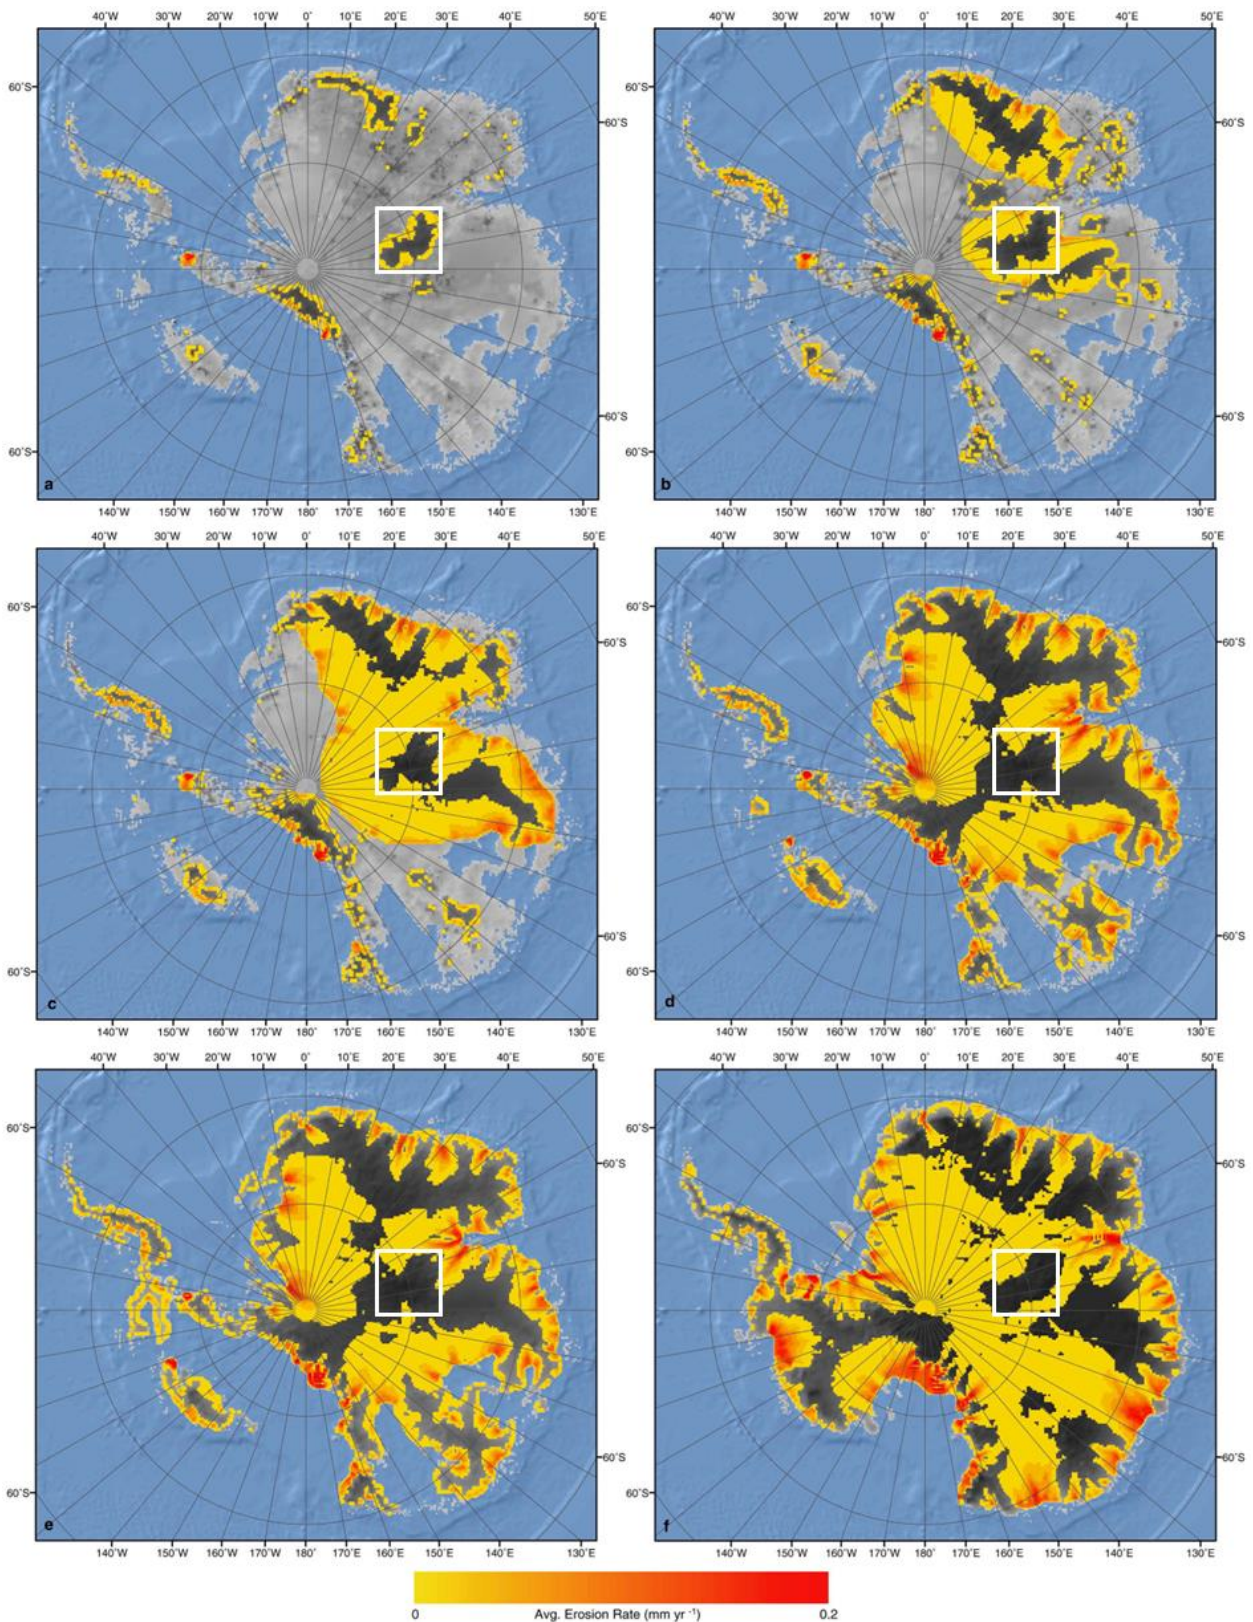 40˚W 30˚W 20˚W 10˚W 0˚ 10˚E 20˚E 30˚E 40˚E 50˚E
40˚W 30˚W 20˚W 10˚W 0˚ 10˚E 20˚E 30˚E 40˚E 50˚E
60˚S 60˚S
60˚S 60˚S
60˚S 60˚S
60˚S 60˚S
a b
140˚W 150˚W 160˚W 170˚W 180˚ 170˚E 160˚E 150˚E 140˚E 130˚E
140˚W 150˚W 160˚W 170˚W 180˚ 170˚E 160˚E 150˚E 140˚E 130˚E
40˚W 30˚W 20˚W 10˚W 0˚ 10˚E 20˚E 30˚E 40˚E 50˚E
40˚W 30˚W 20˚W 10˚W 0˚ 10˚E 20˚E 30˚E 40˚E 50˚E
60˚S 60˚S
60˚S 60˚S
60˚S 60˚S
60˚S 60˚S
c d
140˚W 150˚W 160˚W 170˚W 180˚ 170˚E 160˚E 150˚E 140˚E 130˚E
140˚W 150˚W 160˚W 170˚W 180˚ 170˚E 160˚E 150˚E 140˚E 130˚E
40˚W 30˚W 20˚W 10˚W 0˚ 10˚E 20˚E 30˚E 40˚E 50˚E
40˚W 30˚W 20˚W 10˚W 0˚ 10˚E 20˚E 30˚E 40˚E 50˚E
60˚S 60˚S
60˚S 60˚S
60˚S 60˚S
60˚S 60˚S
e f
140˚W 150˚W 160˚W 170˚W 180˚ 170˚E 160˚E 150˚E 140˚E 130˚E
140˚W 150˚W 160˚W 170˚W 180˚ 170˚E 160˚E 150˚E 140˚E 130˚E
0 Avg. Erosion Rate (mm yr ⁻¹) 0.2